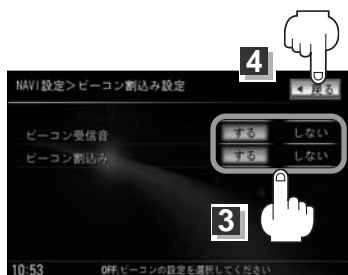 4
NAVI設定＞ビーコン割込み設定
戻る
ビーコン受信音 する しない
ビーコン割込み する しない
3
10:53 OFF.ビーコンの設定を選択してください